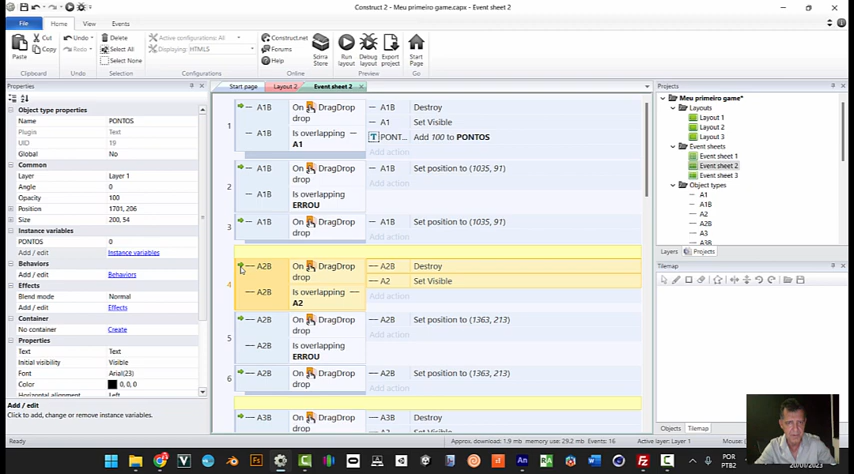 Construct 2 - Meu primeiro game.capx - Event sheet 2
File Home View Events
Paste
Cut
Copy
Clipboard
Undo
Redo
Undo
Delete
Select All
Select None
Selection
Active configurations: All
Displaying: HTML5
Configurations
Construct.net
Forums
Help
Scirra Store
Online
Run layout
Debug layout
Export project
Preview
Start Page
Go
Properties
Object type properties
Name PONTOS
Plugin Text
UID 19
Global No
Common
Layer Layer 1
Angle 0
Opacity 100
Position 1701, 206
Size 200, 54
Instance variables
PONTOS 0
Add / edit Instance variables
Behaviors
Add / edit Behaviors
Effects
Blend mode Normal
Add / edit Effects
Container
No container Create
Properties
Text Text
Initial visibility Visible
Font Arial(23)
Color 0, 0, 0
Horizontal alignment
Add / edit
Click to add, change or remove instance variables.
Start page Layout 2 Event sheet 2
1
A1B On DragDrop drop A1B Destroy
A1 Set Visible
A1B Is overlapping A1 PONT... Add 100 to PONTOS
Add action
2
A1B On DragDrop drop A1B Set position to (1035, 91)
Add action
A1B Is overlapping ERROU
3
A1B On DragDrop drop A1B Set position to (1035, 91)
Add action
4
A2B On DragDrop drop A2B Destroy
A2 Set Visible
A2B Is overlapping A2 Add action
5
A2B On DragDrop drop A2B Set position to (1363, 213)
Add action
A2B Is overlapping ERROU
6
A2B On DragDrop drop A2B Set position to (1363, 213)
Add action
A3B On DragDrop A3B Destroy
Projects
Meu primeiro game*
Layouts
Layout 1
Layout 2
Layout 3
Event sheets
Event sheet 1
Event sheet 2
Event sheet 3
Object types
A1
A1B
A2
A2B
A3
A3B
Layers Projects
Tilemap
Objects Tilemap
Ready
Approx. download: 1.9 mb memory use: 29.2 mb Events: 16 Active layer: Layer 1 Mouse: (
POR
PTB2
20/01/2023